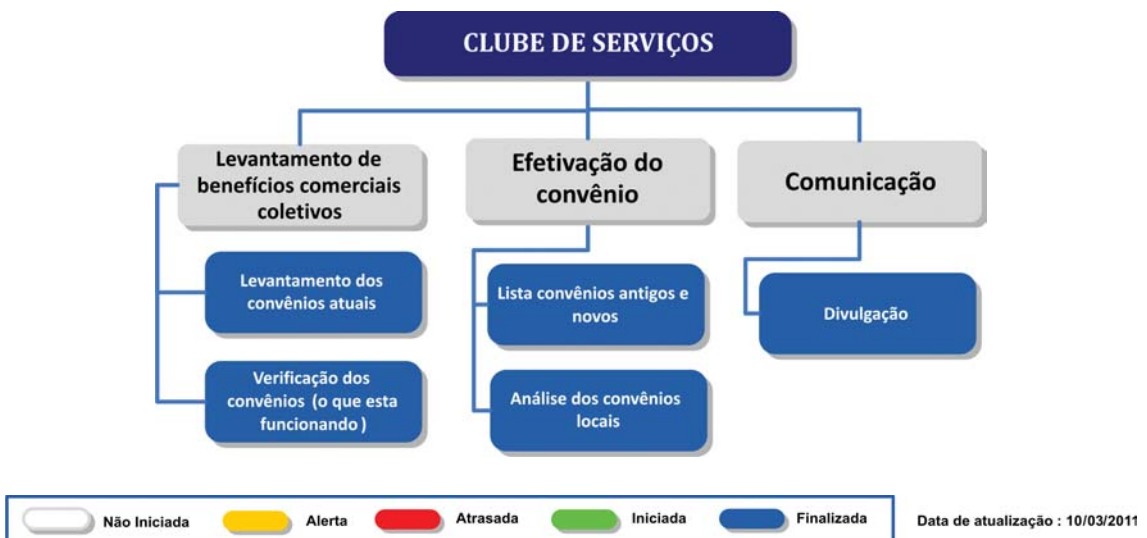 CLUBE DE SERVIÇOS
Levantamento de
benefícios comerciais
coletivos
Levantamento dos
convênios atuais
Verificação dos
convênios (o que esta
funcionando )
Efetivação do
convênio
Lista convênios antigos e
novos
Análise dos convênios
locais
Comunicação
Divulgação
Não Iniciada
Alerta
Atrasada
Iniciada
Finalizada
Data de atualização : 10/03/2011